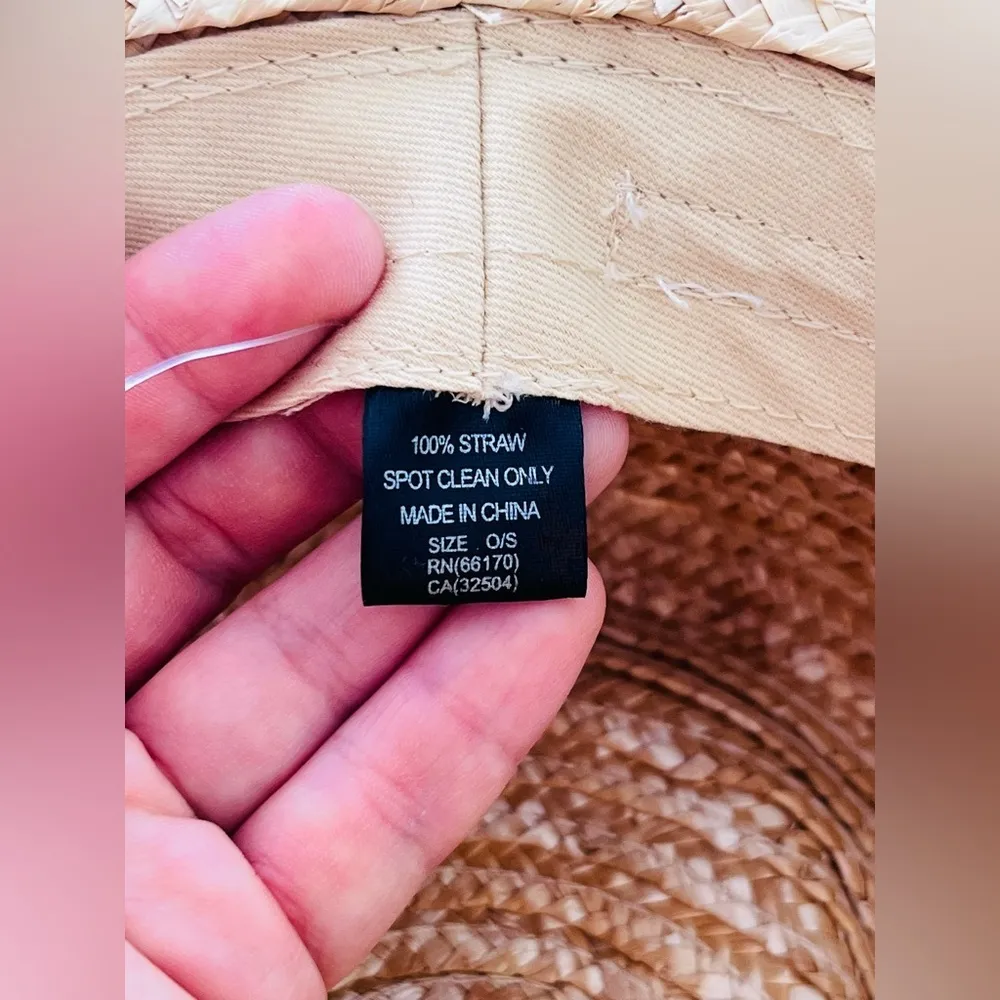 100% STRAW
SPOT CLEAN ONLY
MADE IN CHINA
SIZE O/S
RN(66170)
CA(32504)